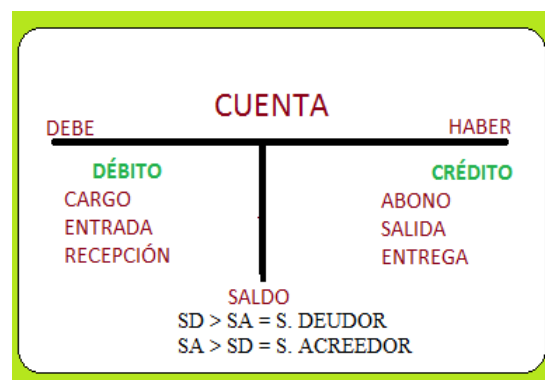 CUENTA
DEBE HABER
DÉBITO CRÉDITO
CARGO ABONO
ENTRADA SALIDA
RECEPCIÓN ENTREGA
SALDO
SD > SA = S. DEUDOR
SA > SD = S. ACREEDOR